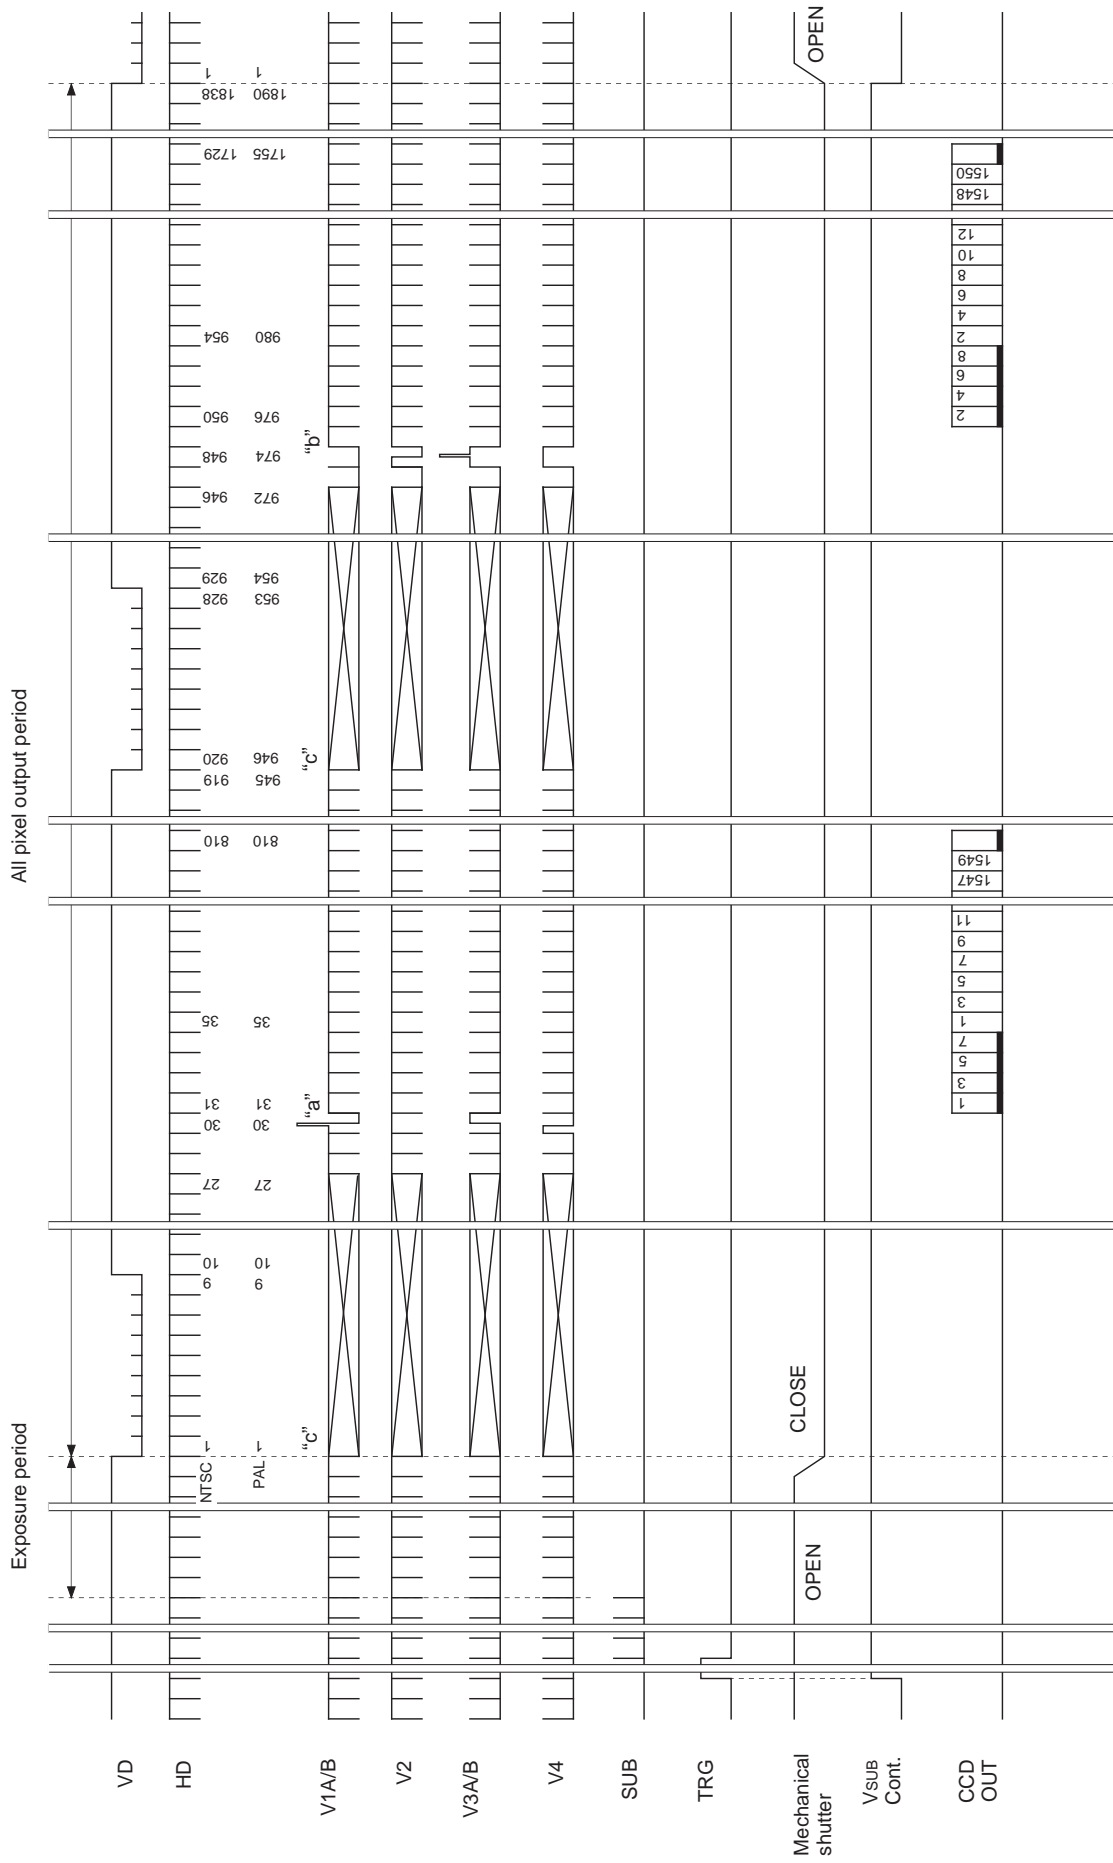 Exposure period
All pixel output period
VD
HD
NTSC 1 9 10 27 30 31 35 810 919 920 928 929 946 948 950 954 1729 1838 1
PAL 1 9 10 27 30 31 35 810 945 946 953 954 972 974 976 980 1755 1890 1
"c" "a" "c" "b"
V1A/B
V2
V3A/B
V4
SUB
TRG
Mechanical
shutter
OPEN CLOSE OPEN
VSUB
Cont.
CCD
OUT
1 3 5 7 1 3 5 7 9 11 1547 1549 2 4 6 8 2 4 6 8 10 12 1548 1550